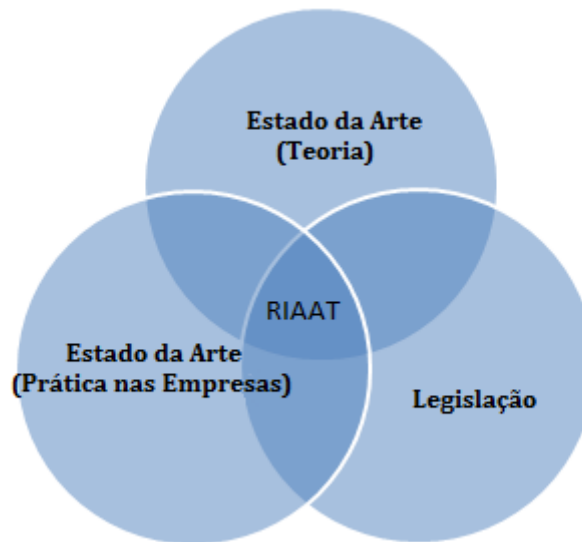 Estado da Arte
(Teoria)
RIAAT
Estado da Arte
(Prática nas Empresas)
Legislação